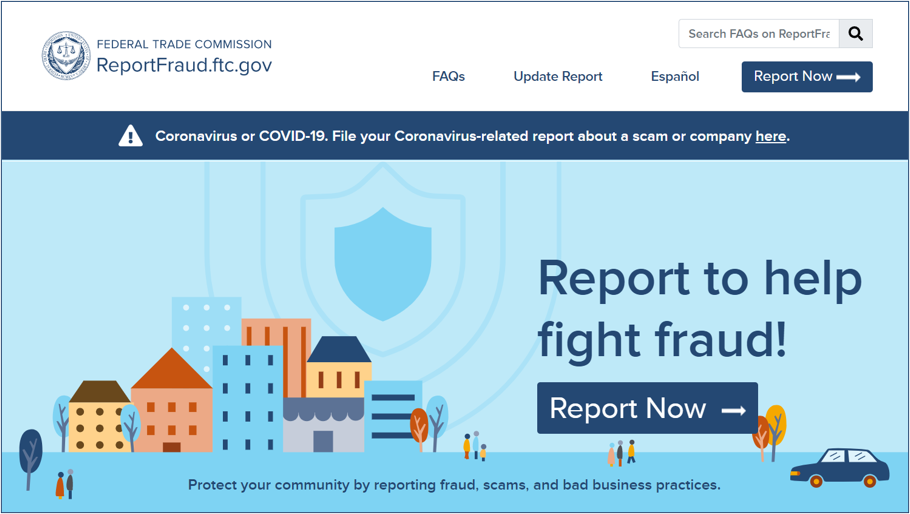 FEDERAL TRADE COMMISSION
ReportFraud.ftc.gov
Search FAQs on ReportFra
FAQs
Update Report
Español
Report Now
Coronavirus or COVID-19. File your Coronavirus-related report about a scam or company here.
Report to help
fight fraud!
Report Now
Protect your community by reporting fraud, scams, and bad business practices.